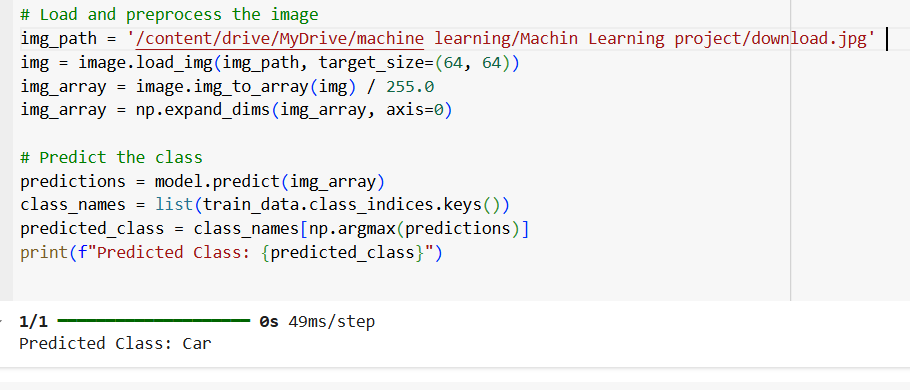 # Load and preprocess the image
img_path = '/content/drive/MyDrive/machine learning/Machin Learning project/download.jpg'
img = image.load_img(img_path, target_size=(64, 64))
img_array = image.img_to_array(img) / 255.0
img_array = np.expand_dims(img_array, axis=0)
# Predict the class
predictions = model.predict(img_array)
class_names = list(train_data.class_indices.keys())
predicted_class = class_names[np.argmax(predictions)]
print(f"Predicted Class: {predicted_class}")
1/1 ━━━━━━━━━━━━━━━━━━━━ 0s 49ms/step
Predicted Class: Car